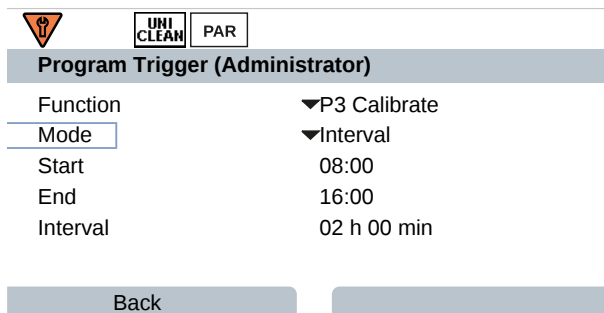 UNI CLEAN PAR
Program Trigger (Administrator)
Function P3 Calibrate
Mode Interval
Start 08:00
End 16:00
Interval 02 h 00 min
Back